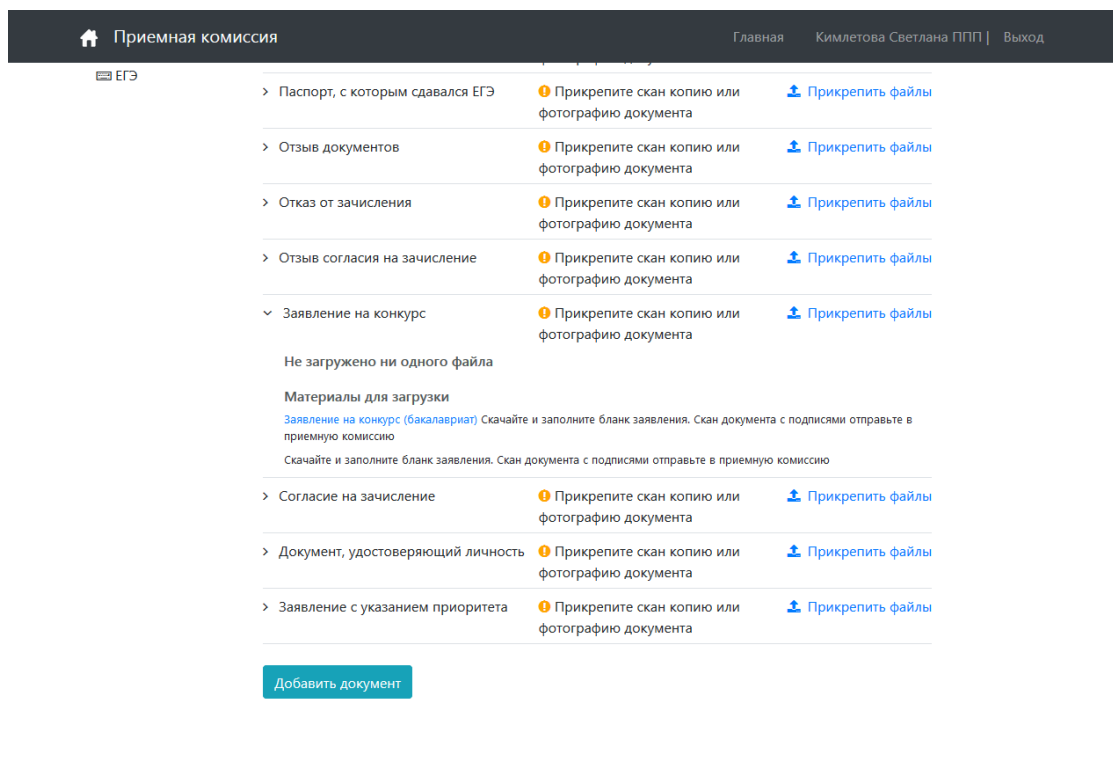 Приемная комиссия Главная Кимлетова Светлана ППП | Выход
ЕГЭ
Паспорт, с которым сдавался ЕГЭ Прикрепите скан копию или Прикрепить файлы
фотографию документа
Отзыв документов Прикрепите скан копию или Прикрепить файлы
фотографию документа
Отказ от зачисления Прикрепите скан копию или Прикрепить файлы
фотографию документа
Отзыв согласия на зачисление Прикрепите скан копию или Прикрепить файлы
фотографию документа
Заявление на конкурс Прикрепите скан копию или Прикрепить файлы
фотографию документа
Не загружено ни одного файла
Материалы для загрузки
Заявление на конкурс (бакалавриат) Скачайте и заполните бланк заявления. Скан документа с подписями отправьте в
приемную комиссию
Скачайте и заполните бланк заявления. Скан документа с подписями отправьте в приемную комиссию
Согласие на зачисление Прикрепите скан копию или Прикрепить файлы
фотографию документа
Документ, удостоверяющий личность Прикрепите скан копию или Прикрепить файлы
фотографию документа
Заявление с указанием приоритета Прикрепите скан копию или Прикрепить файлы
фотографию документа
Добавить документ